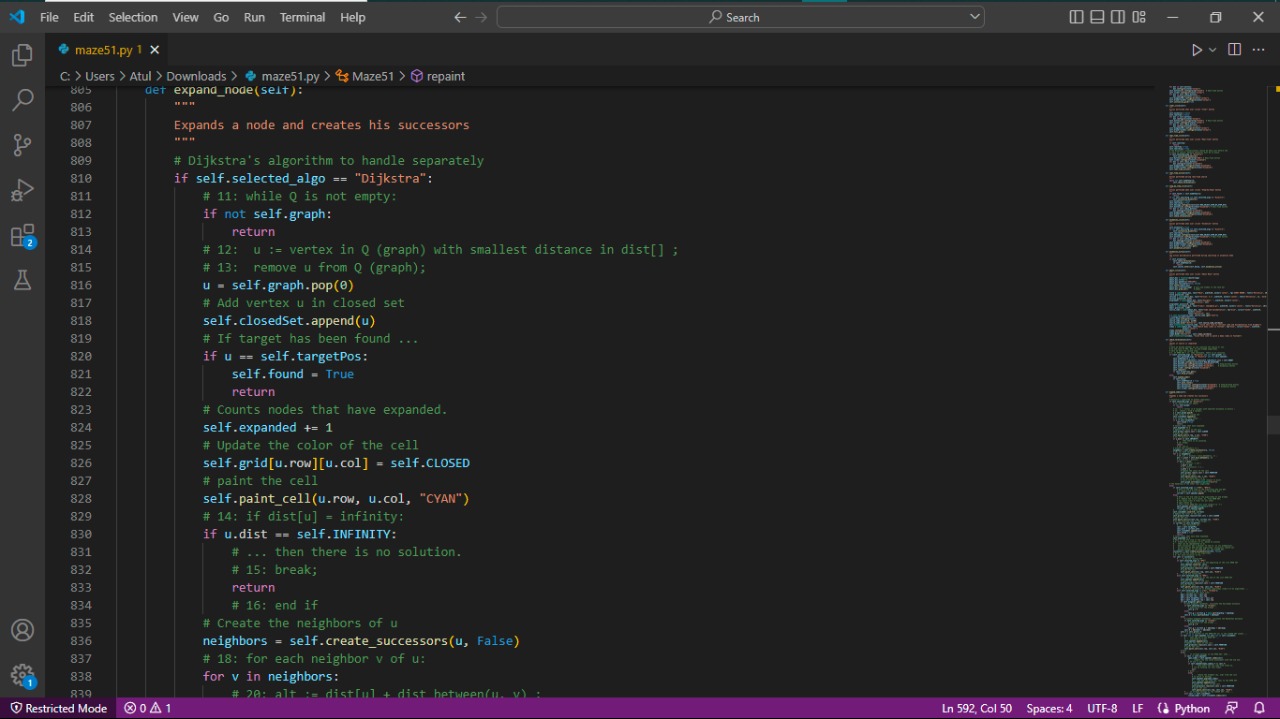 File Edit Selection View Go Run Terminal Help Search
maze51.py 1
C: > Users > Atul > Downloads > maze51.py > Maze51 > repaint
805 def expand_node(self):
806 """
807 Expands a node and creates his successors
808 """
809 # Dijkstra's algorithm to handle separately
810 if self.selected_algo == "Dijkstra":
811 # 11: while Q is not empty:
812 if not self.graph:
813 return
814 # 12:  u := vertex in Q (graph) with smallest distance in dist[] ;
815 # 13:  remove u from Q (graph);
816 u = self.graph.pop(0)
817 # Add vertex u in closed set
818 self.closedSet.append(u)
819 # If target has been found ...
820 if u == self.targetPos:
821 self.found = True
822 return
823 # Counts nodes that have expanded.
824 self.expanded += 1
825 # Update the color of the cell
826 self.grid[u.row][u.col] = self.CLOSED
827 # paint the cell
828 self.paint_cell(u.row, u.col, "CYAN")
829 # 14: if dist[u] = infinity:
830 if u.dist == self.INFINITY:
831 # ... then there is no solution.
832 # 15: break;
833 return
834 # 16: end if
835 # Create the neighbors of u
836 neighbors = self.create_successors(u, False)
837 # 18: for each neighbor v of u:
838 for v in neighbors:
839 # 20: alt := dist[u] + dist_between(u, v) ;
2
1
Restricted Mode 0 1 Ln 592, Col 50 Spaces: 4 UTF-8 LF Python